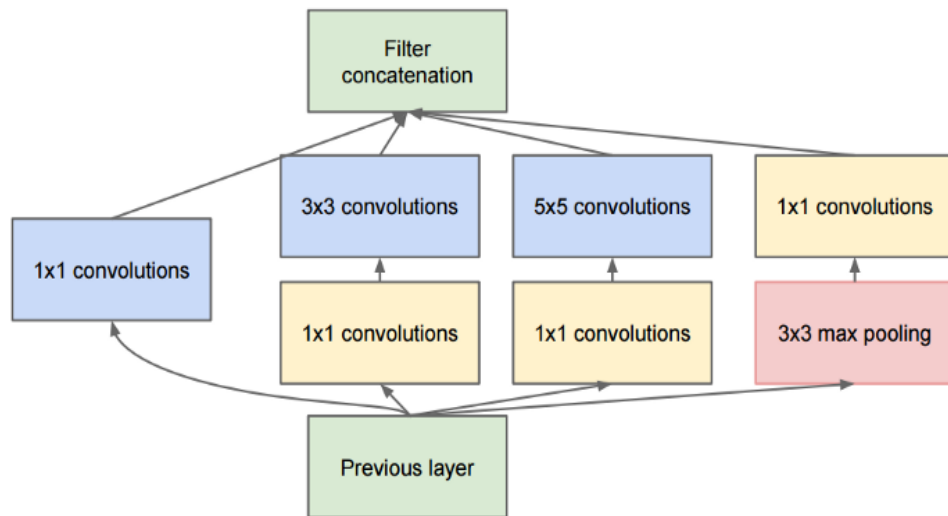 Filter
concatenation
3x3 convolutions
5x5 convolutions
1x1 convolutions
1x1 convolutions
1x1 convolutions
1x1 convolutions
3x3 max pooling
Previous layer